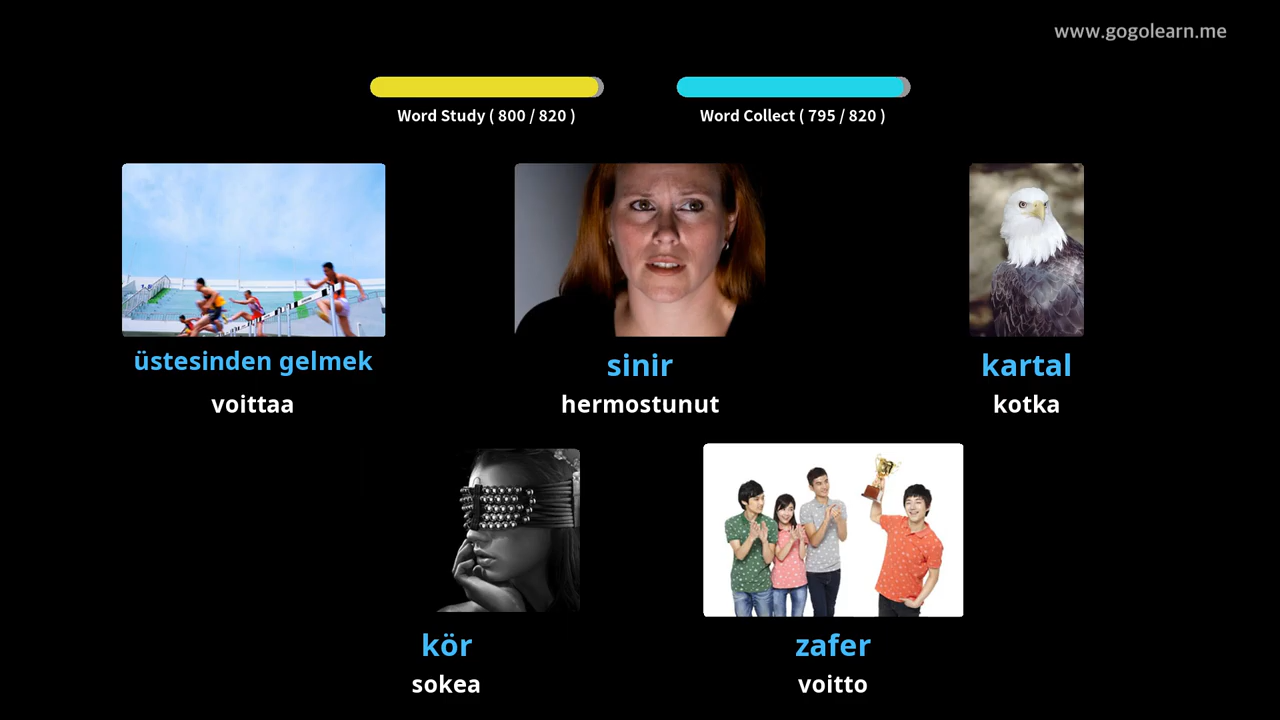 www.gogolearn.me
Word Study ( 800 / 820 )
Word Collect ( 795 / 820 )
üstesinden gelmek
voittaa
sinir
hermostunut
kartal
kotka
kör
sokea
zafer
voitto